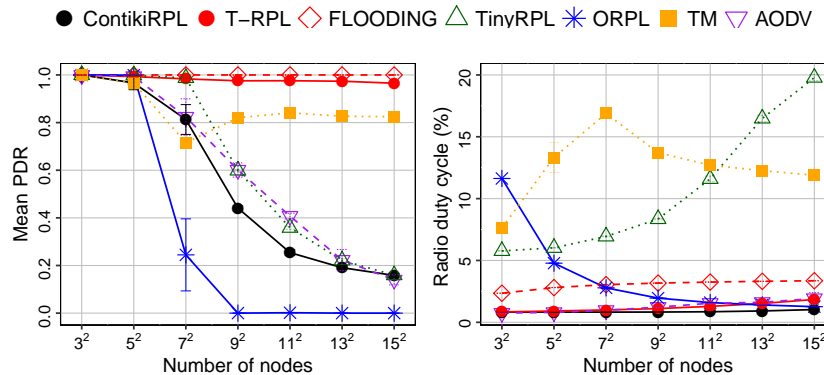 ContikiRPL T-RPL FLOODING TinyRPL ORPL TM AODV
Mean PDR
1.0
0.8
0.6
0.4
0.2
0.0
3² 5² 7² 9² 11² 13² 15²
Number of nodes
Radio duty cycle (%)
20
15
10
5
0
3² 5² 7² 9² 11² 13² 15²
Number of nodes